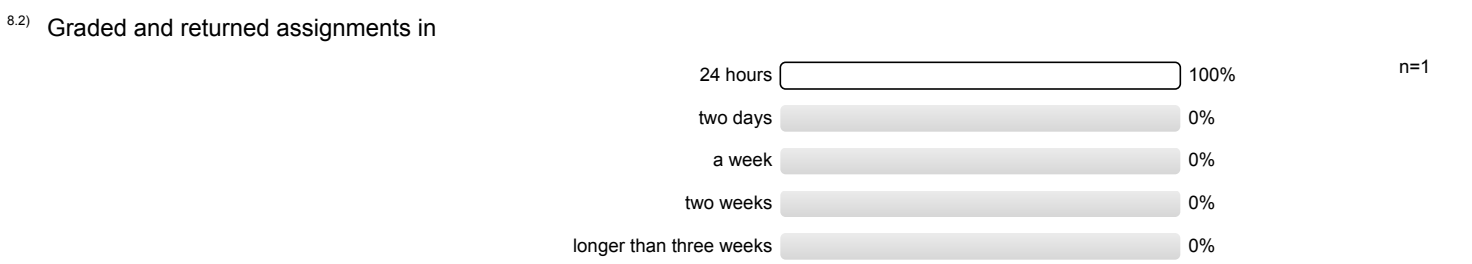 8.2) Graded and returned assignments in
24 hours 100% n=1
two days 0%
a week 0%
two weeks 0%
longer than three weeks 0%